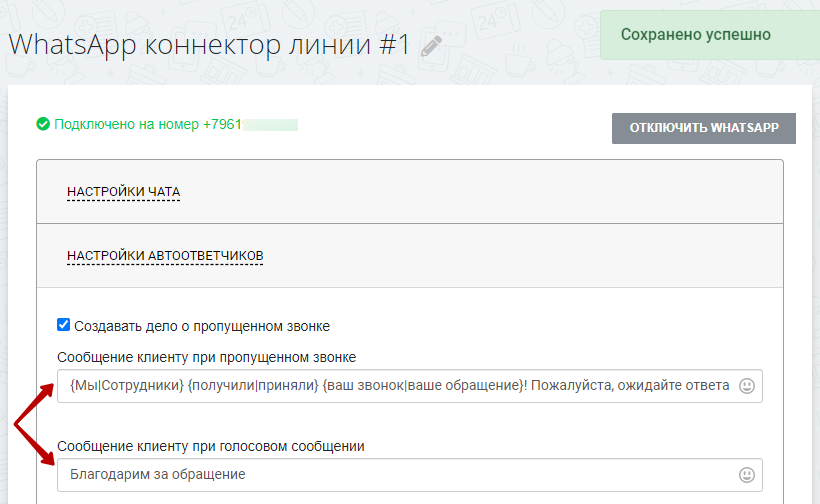 WhatsApp коннектор линии #1
Сохранено успешно
Подключено на номер +7961
ОТКЛЮЧИТЬ WHATSAPP
НАСТРОЙКИ ЧАТА
НАСТРОЙКИ АВТООТВЕТЧИКОВ
Создавать дело о пропущенном звонке
Сообщение клиенту при пропущенном звонке
{Мы|Сотрудники} {получили|приняли} {ваш звонок|ваше обращение}! Пожалуйста, ожидайте ответа
Сообщение клиенту при голосовом сообщении
Благодарим за обращение